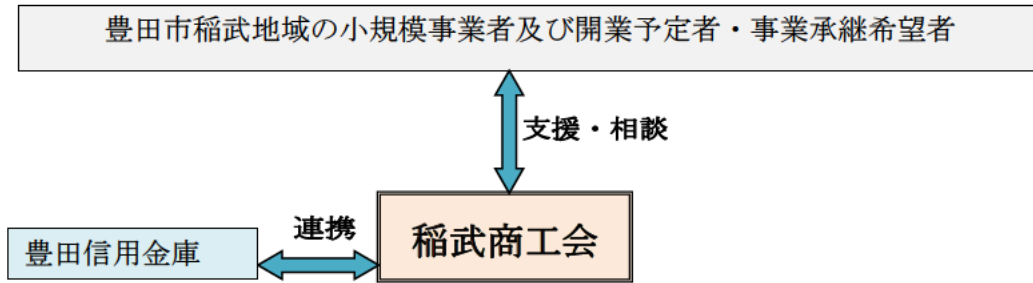 豊田市稲武地域の小規模事業者及び開業予定者・事業承継希望者
支援・相談
連携
稲武商工会
豊田信用金庫